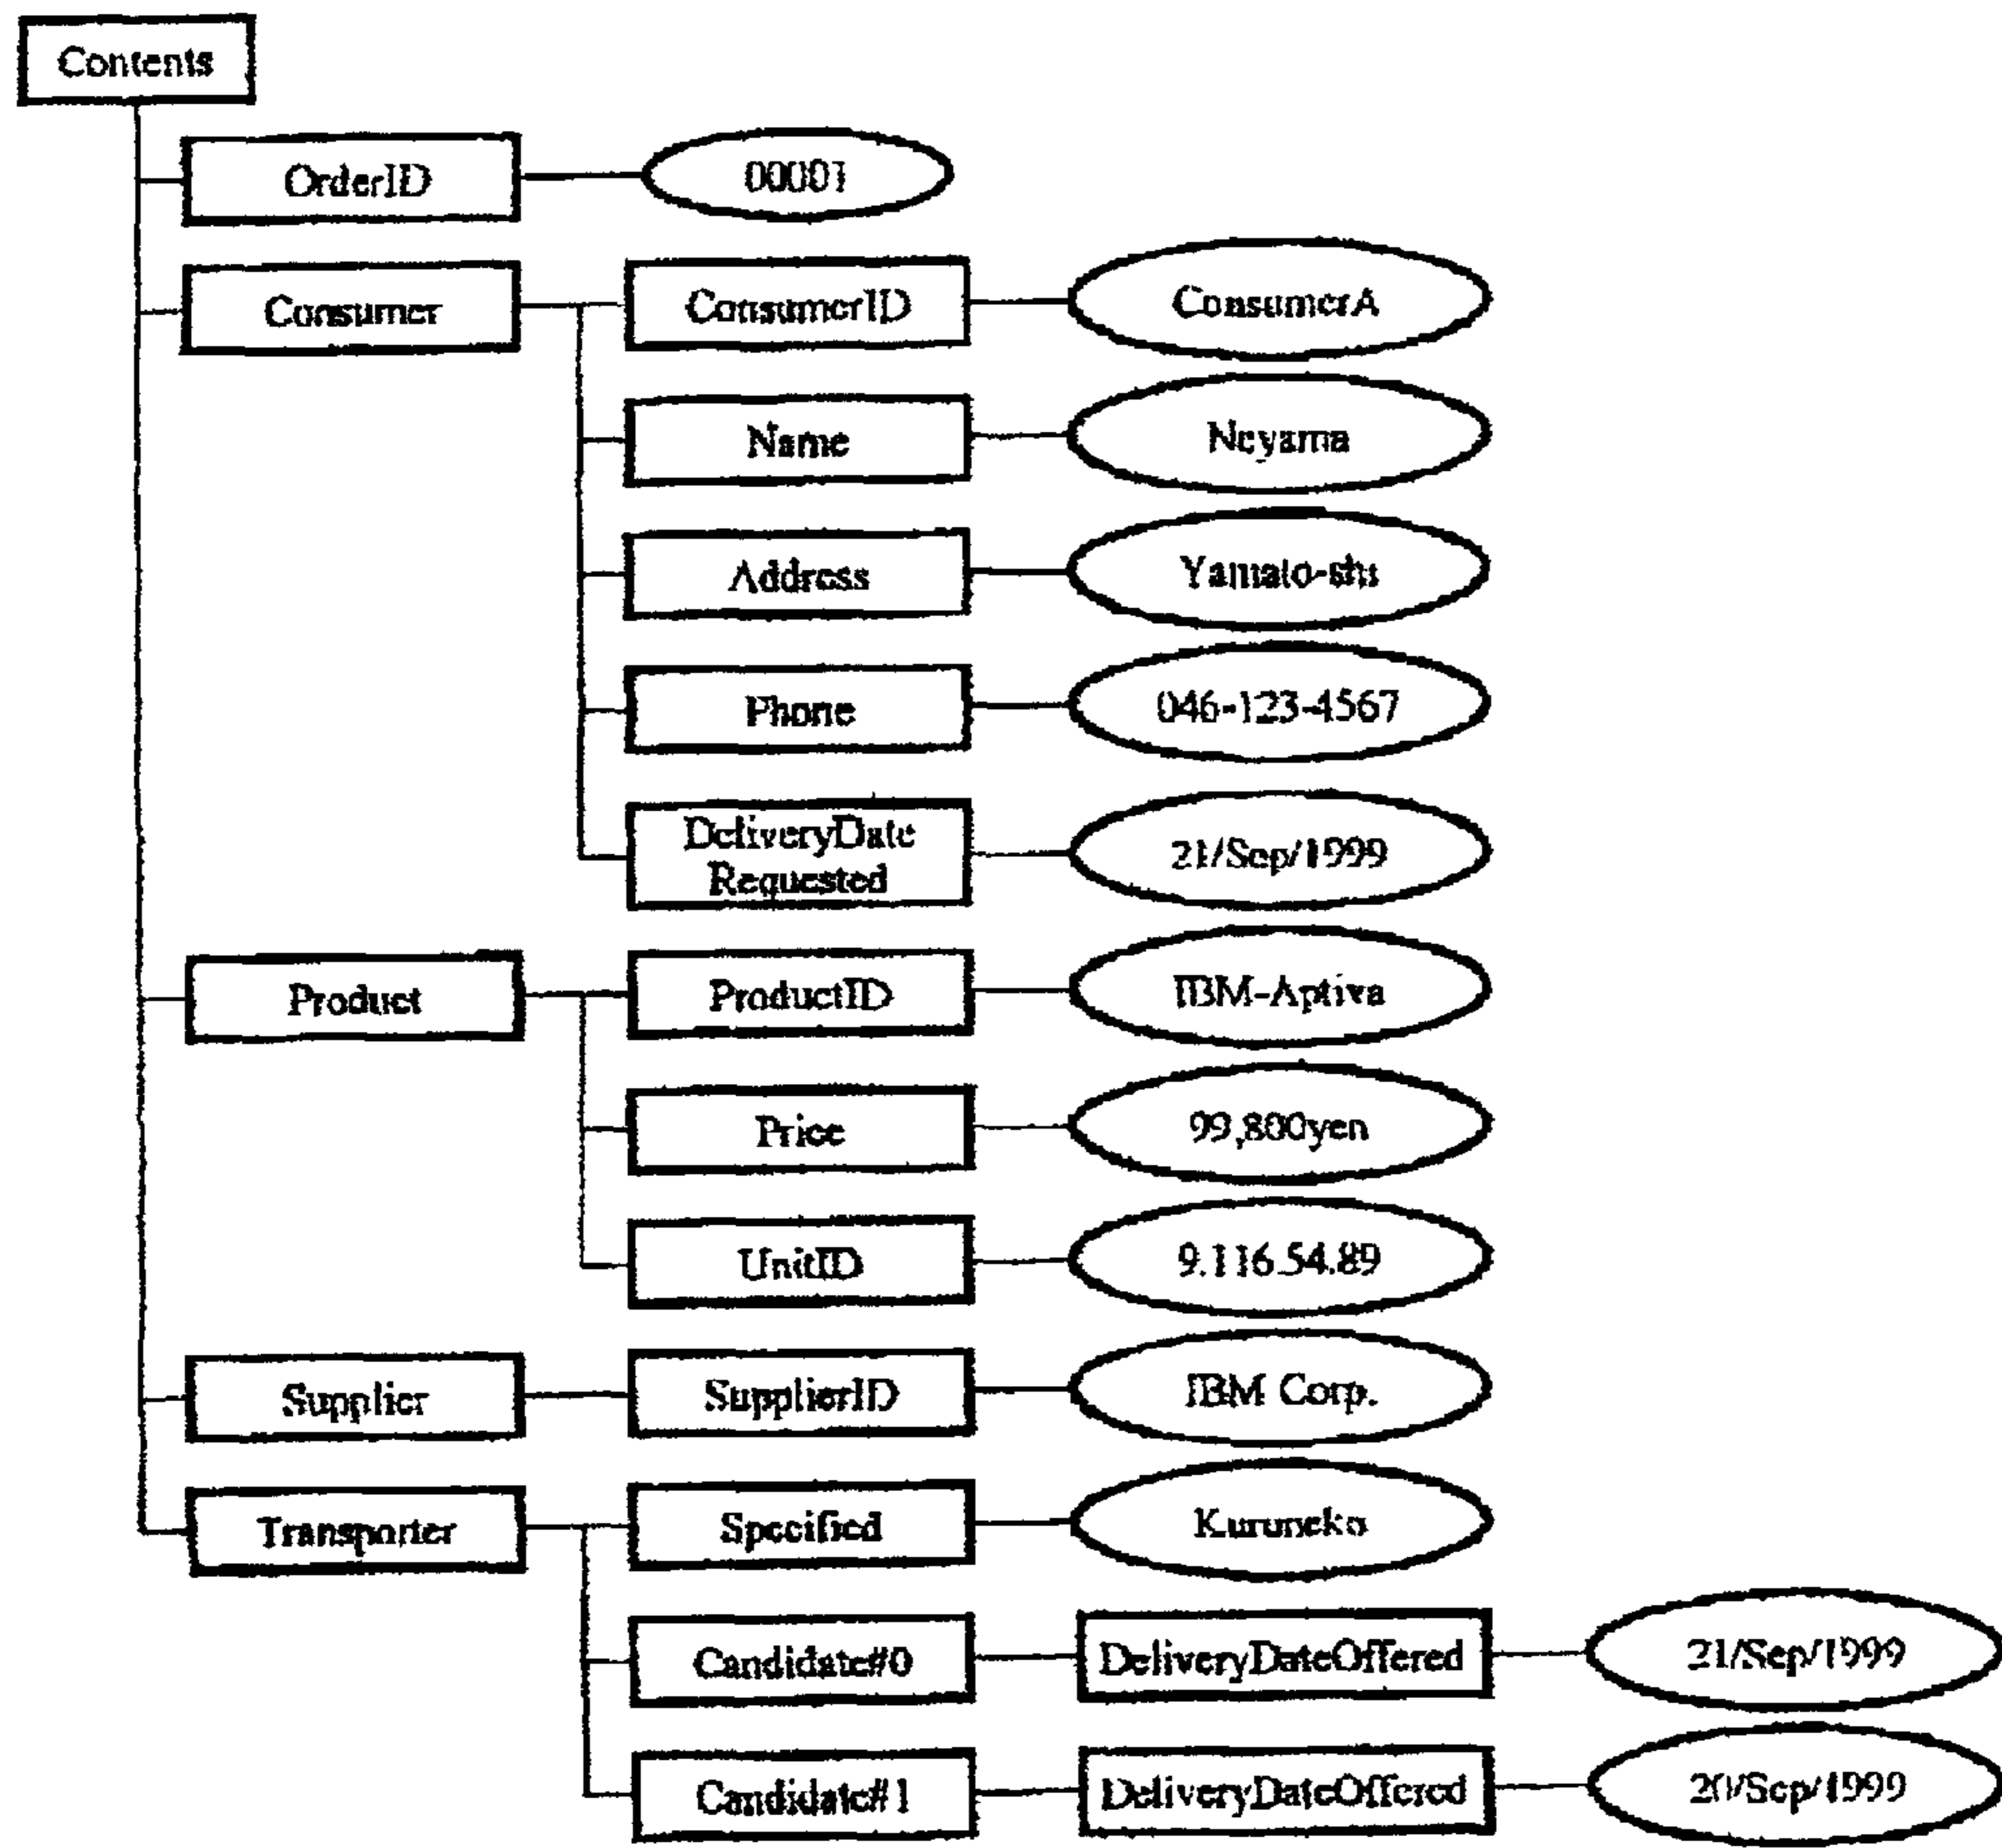 Contents
OrderID
00001
Consumer
ConsumerID
ConsumerA
Name
Neyama
Address
Yamato-shi
Phone
046-123-4567
DeliveryDate
Requested
21/Sep/1999
Product
ProductID
IBM-Aptiva
Price
99,800yen
UnitID
9.116.54.89
Supplier
SupplierID
IBM Corp.
Transporter
Specified
Kuruneko
Candidate#0
DeliveryDateOffered
21/Sep/1999
Candidate#1
DeliveryDateOffered
20/Sep/1999